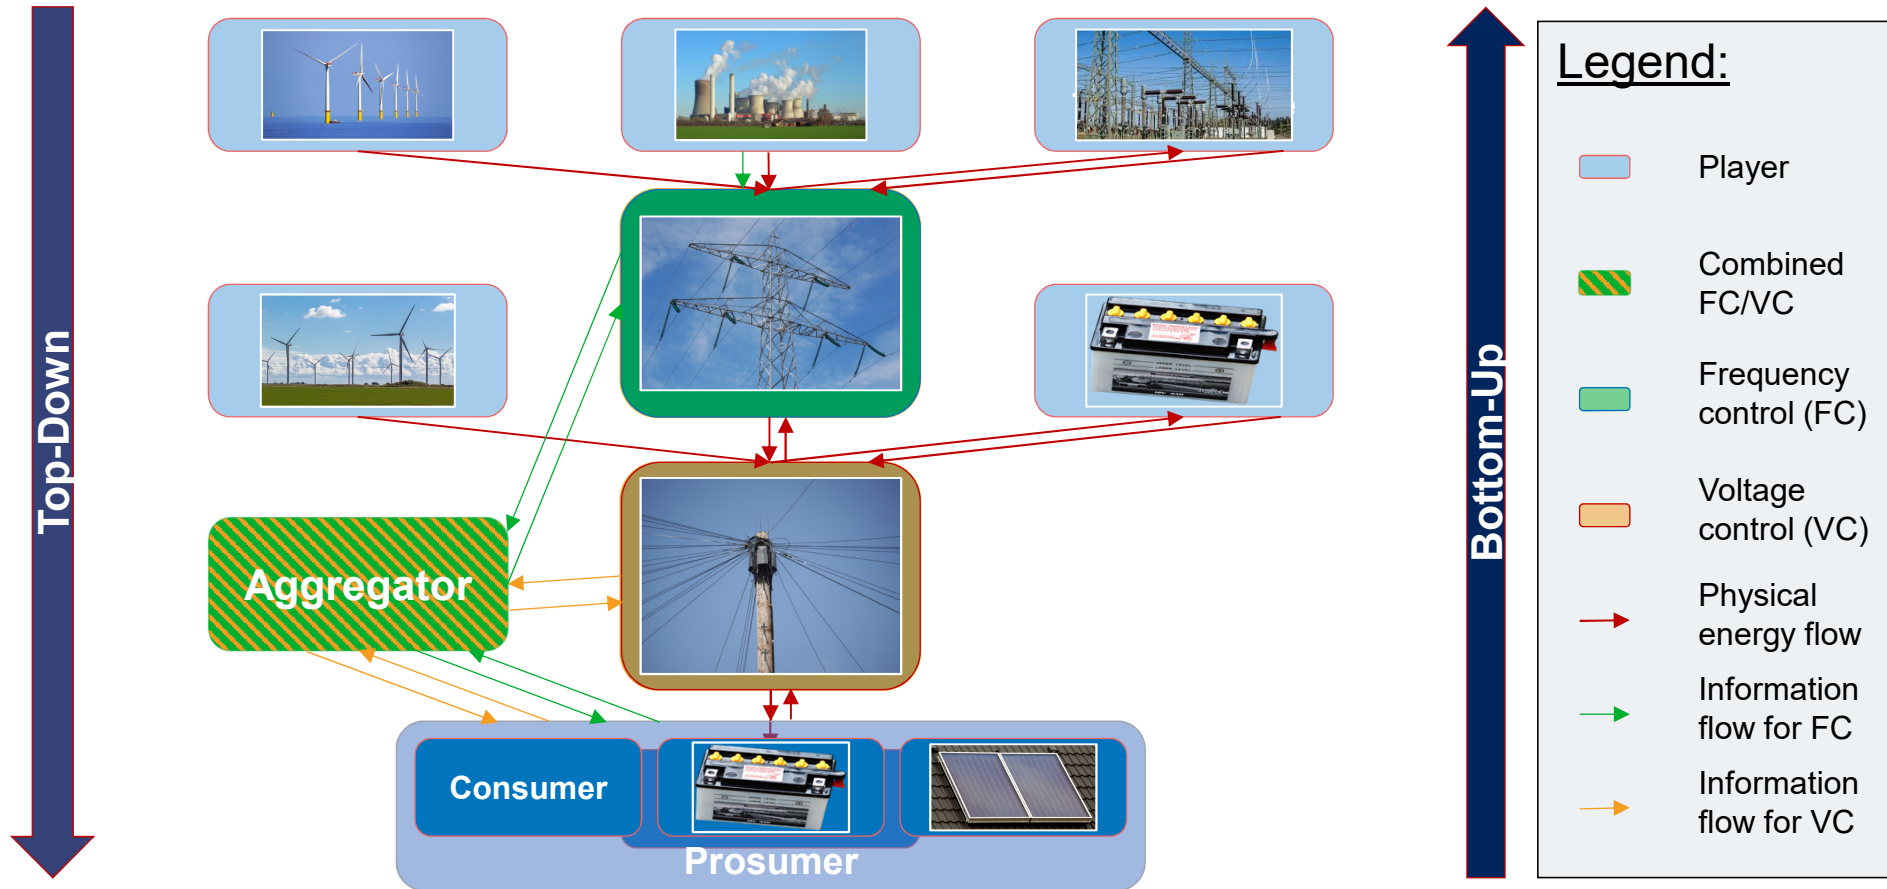 Top-Down
Aggregator
Consumer
Prosumer
Bottom-Up
Legend:
Player
Combined
FC/VC
Frequency
control (FC)
Voltage
control (VC)
Physical
energy flow
Information
flow for FC
Information
flow for VC